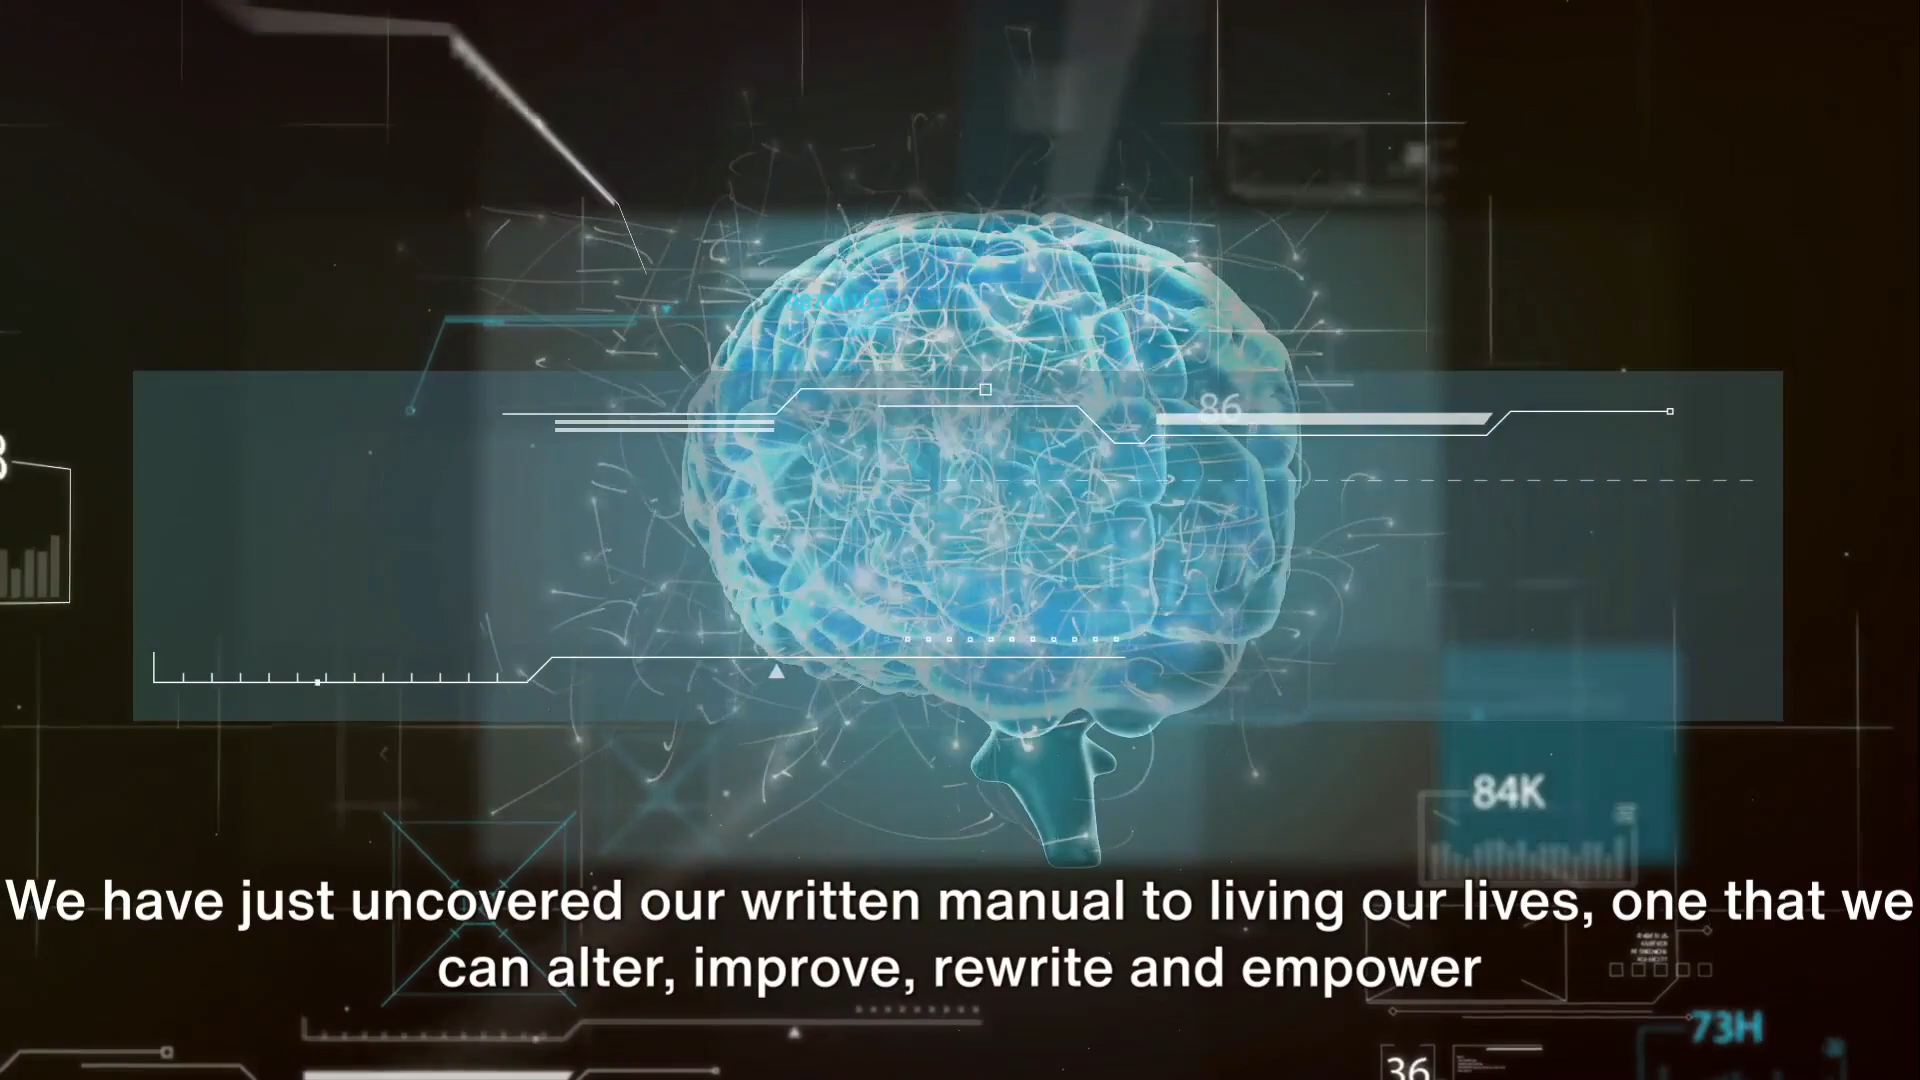 86
84K
We have just uncovered our written manual to living our lives, one that we
can alter, improve, rewrite and empower
73H
36